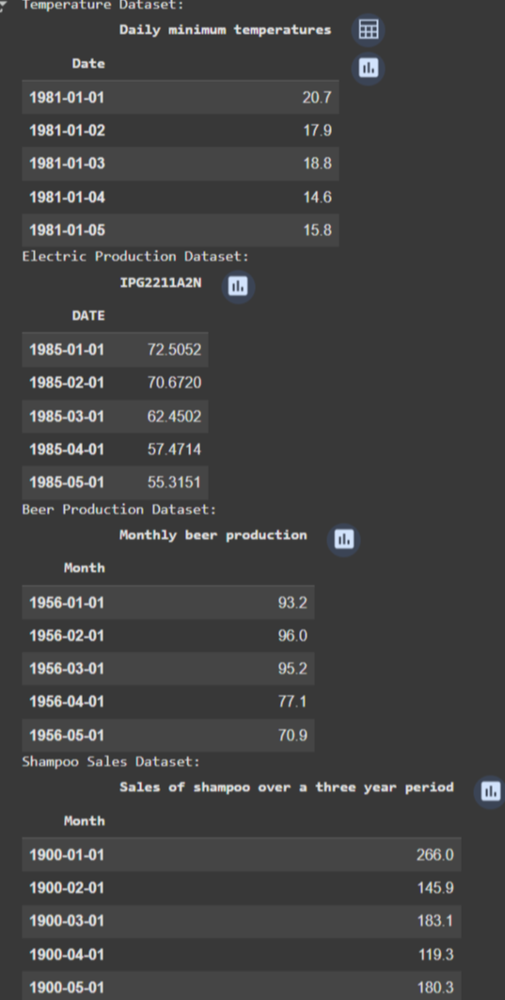 Temperature Dataset:
Daily minimum temperatures
Date
1981-01-01 20.7
1981-01-02 17.9
1981-01-03 18.8
1981-01-04 14.6
1981-01-05 15.8
Electric Production Dataset:
IPG2211A2N
DATE
1985-01-01 72.5052
1985-02-01 70.6720
1985-03-01 62.4502
1985-04-01 57.4714
1985-05-01 55.3151
Beer Production Dataset:
Monthly beer production
Month
1956-01-01 93.2
1956-02-01 96.0
1956-03-01 95.2
1956-04-01 77.1
1956-05-01 70.9
Shampoo Sales Dataset:
Sales of shampoo over a three year period
Month
1900-01-01 266.0
1900-02-01 145.9
1900-03-01 183.1
1900-04-01 119.3
1900-05-01 180.3